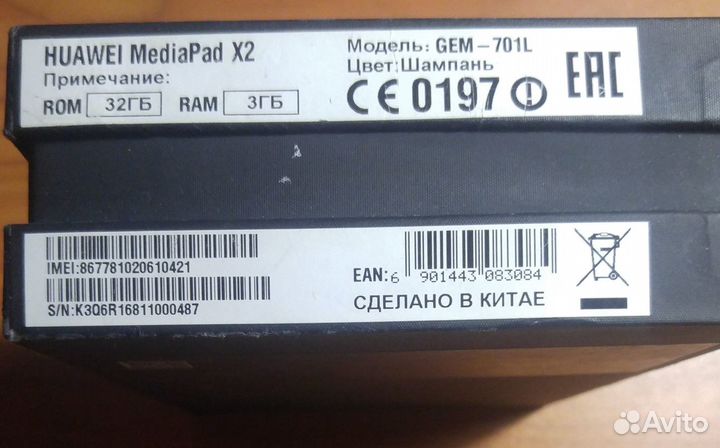 HUAWEI MediaPad X2
Примечание:
ROM 32ГБ RAM 3ГБ
Модель: GEM-701L
Цвет:Шампань
CE 0197
EAC
IMEI:867781020610421
S/N:K3Q6R16811000487
EAN: 6 901443 083084
СДЕЛАНО В КИТАЕ
Avito